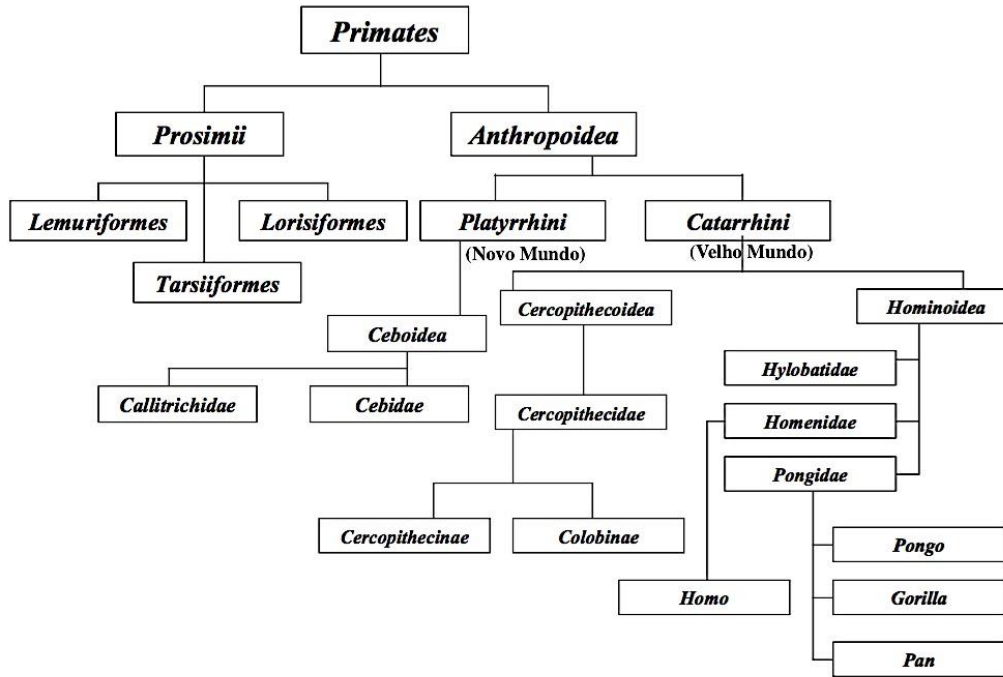 Primates
Prosimii
Anthropoidea
Lemuriformes
Lorisiformes
Platyrrhini
Catarrhini
(Novo Mundo)
(Velho Mundo)
Tarsiiformes
Cercopithecoidea
Hominoidea
Ceboidea
Hylobatidae
Callitrichidae
Cebidae
Cercopithecidae
Homenidae
Pongidae
Cercopithecinae
Colobinae
Pongo
Homo
Gorilla
Pan